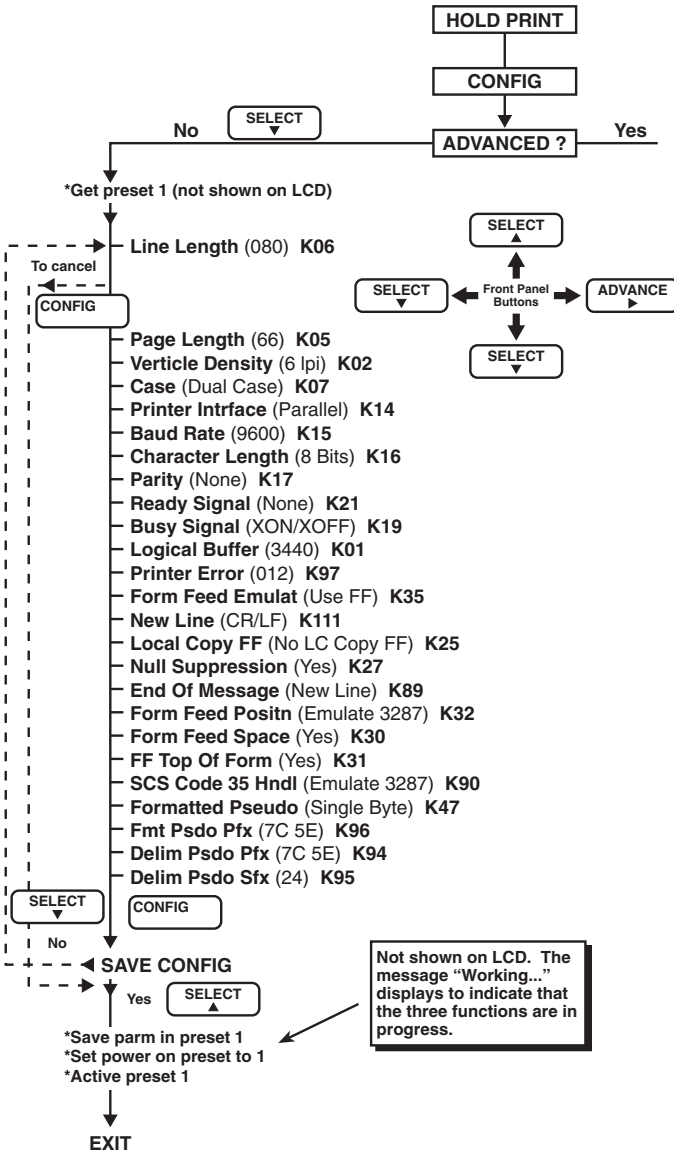 HOLD PRINT
CONFIG
No
SELECT
ADVANCED ?
Yes
*Get preset 1 (not shown on LCD)
Line Length (080) K06
To cancel
CONFIG
SELECT
SELECT
Front Panel
Buttons
ADVANCE
SELECT
Page Length (66) K05
Verticle Density (6 lpi) K02
Case (Dual Case) K07
Printer Intrface (Parallel) K14
Baud Rate (9600) K15
Character Length (8 Bits) K16
Parity (None) K17
Ready Signal (None) K21
Busy Signal (XON/XOFF) K19
Logical Buffer (3440) K01
Printer Error (012) K97
Form Feed Emulat (Use FF) K35
New Line (CR/LF) K111
Local Copy FF (No LC Copy FF) K25
Null Suppression (Yes) K27
End Of Message (New Line) K89
Form Feed Positn (Emulate 3287) K32
Form Feed Space (Yes) K30
FF Top Of Form (Yes) K31
SCS Code 35 Hndl (Emulate 3287) K90
Formatted Pseudo (Single Byte) K47
Fmt Psdo Pfx (7C 5E) K96
Delim Psdo Pfx (7C 5E) K94
Delim Psdo Sfx (24) K95
SELECT
CONFIG
No
SAVE CONFIG
Yes
SELECT
Not shown on LCD. The
message “Working...”
displays to indicate that
the three functions are in
progress.
*Save parm in preset 1
*Set power on preset to 1
*Active preset 1
EXIT